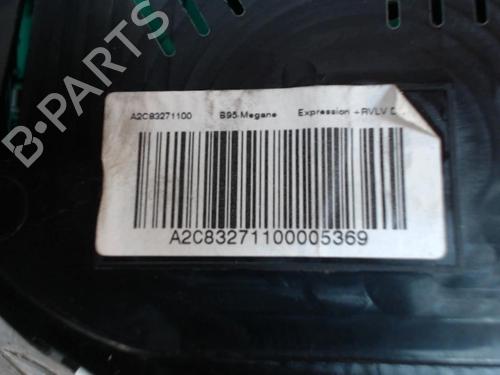 A2C83271100 B95 Megane Expression + RVLV D
A2C83271100005369
B-PARTS